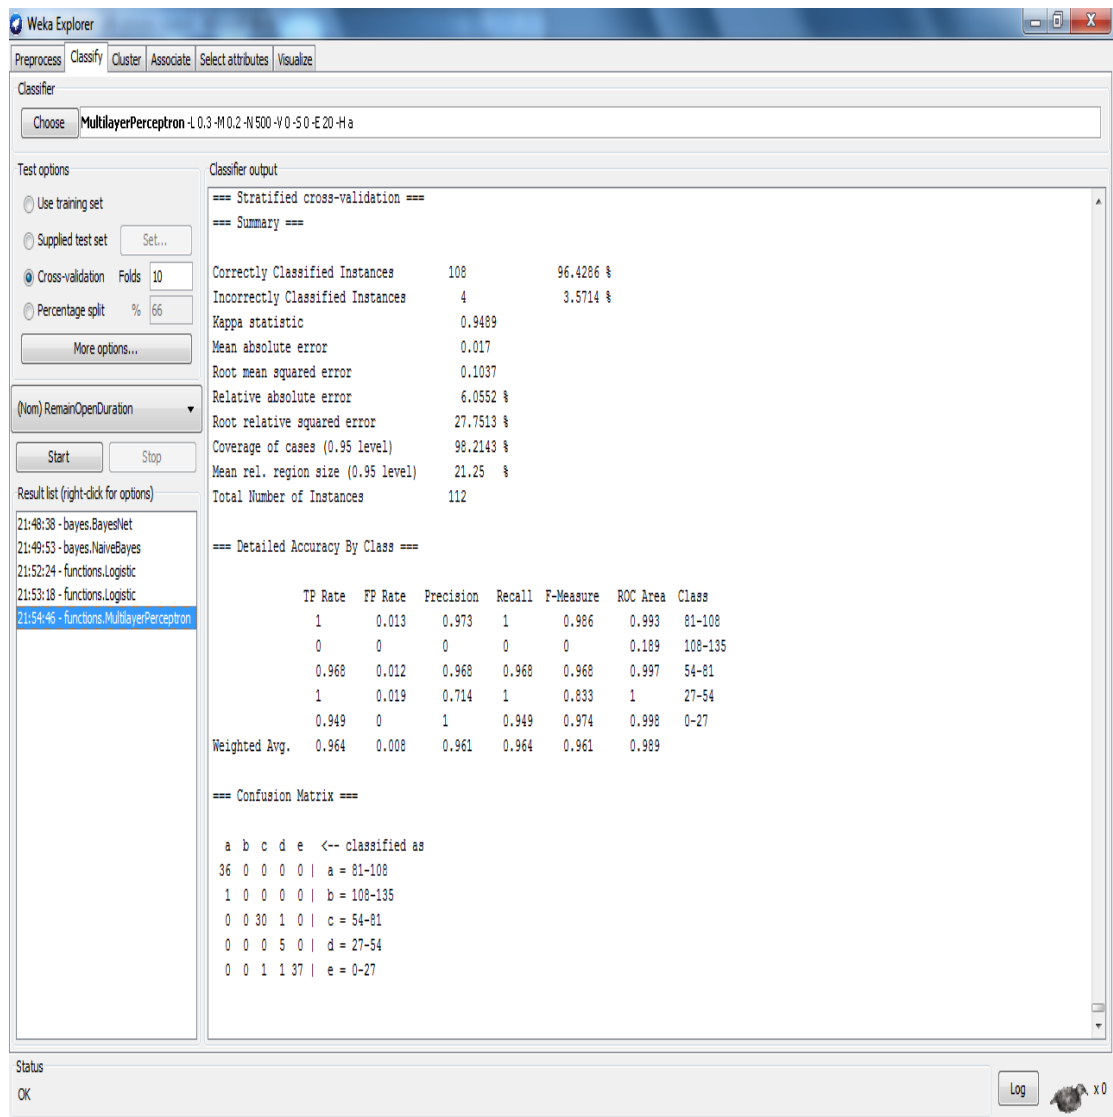 Weka Explorer
Preprocess Classify Cluster Associate Select attributes Visualize
Classifier
Choose MultilayerPerceptron -L 0.3 -M 0.2 -N 500 -V 0 -S 0 -E 20 -H a
Test options
Use training set
Supplied test set Set...
Cross-validation Folds 10
Percentage split % 66
More options...
(Nom) RemainOpenDuration
Start Stop
Result list (right-click for options)
21:48:38 - bayes.BayesNet
21:49:53 - bayes.NaiveBayes
21:52:24 - functions.Logistic
21:53:18 - functions.Logistic
21:54:46 - functions.MultilayerPerceptron
Classifier output
=== Stratified cross-validation ===
=== Summary ===
Correctly Classified Instances 108 96.4286 %
Incorrectly Classified Instances 4 3.5714 %
Kappa statistic 0.9489
Mean absolute error 0.017
Root mean squared error 0.1037
Relative absolute error 6.0552 %
Root relative squared error 27.7513 %
Coverage of cases (0.95 level) 98.2143 %
Mean rel. region size (0.95 level) 21.25 %
Total Number of Instances 112
=== Detailed Accuracy By Class ===
TP Rate FP Rate Precision Recall F-Measure ROC Area Class
1 0.013 0.973 1 0.986 0.993 81-108
0 0 0 0 0 0.189 108-135
0.968 0.012 0.968 0.968 0.968 0.997 54-81
1 0.019 0.714 1 0.833 1 27-54
0.949 0 1 0.949 0.974 0.998 0-27
Weighted Avg. 0.964 0.008 0.961 0.964 0.961 0.989
=== Confusion Matrix ===
a b c d e <-- classified as
36 0 0 0 0 | a = 81-108
1 0 0 0 0 | b = 108-135
0 0 30 1 0 | c = 54-81
0 0 0 5 0 | d = 27-54
0 0 1 1 37 | e = 0-27
Status
OK
Log
x 0